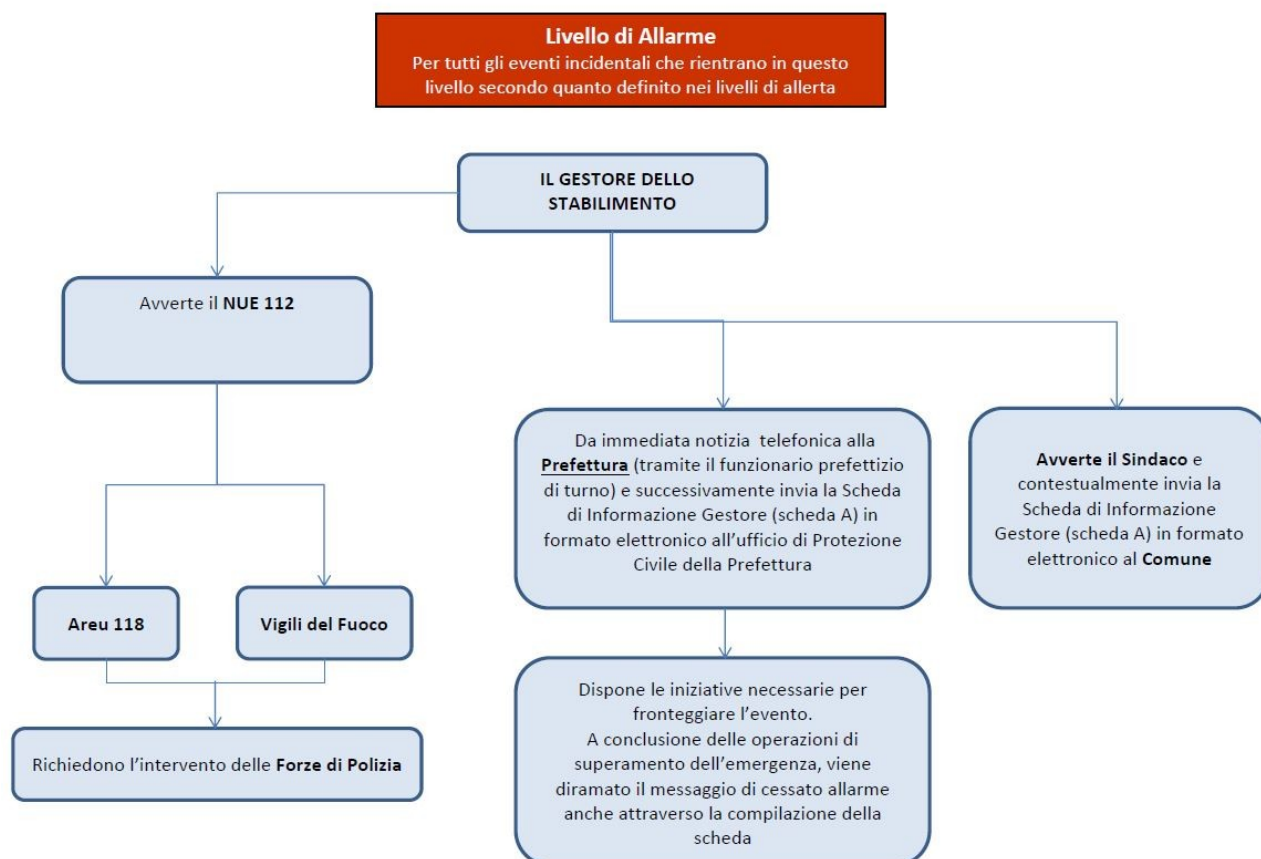 Livello di Allarme
Per tutti gli eventi incidentali che rientrano in questo
livello secondo quanto definito nei livelli di allerta
IL GESTORE DELLO
STABILIMENTO
Avverte il NUE 112
Da immediata notizia telefonica alla
Prefettura (tramite il funzionario prefettizio
di turno) e successivamente invia la Scheda
di Informazione Gestore (scheda A) in
formato elettronico all'ufficio di Protezione
Civile della Prefettura
Avverte il Sindaco e
contestualmente invia la
Scheda di Informazione
Gestore (scheda A) in formato
elettronico al Comune
Areu 118
Vigili del Fuoco
Richiedono l'intervento delle Forze di Polizia
Dispone le iniziative necessarie per
fronteggiare l'evento.
A conclusione delle operazioni di
superamento dell'emergenza, viene
diramato il messaggio di cessato allarme
anche attraverso la compilazione della
scheda